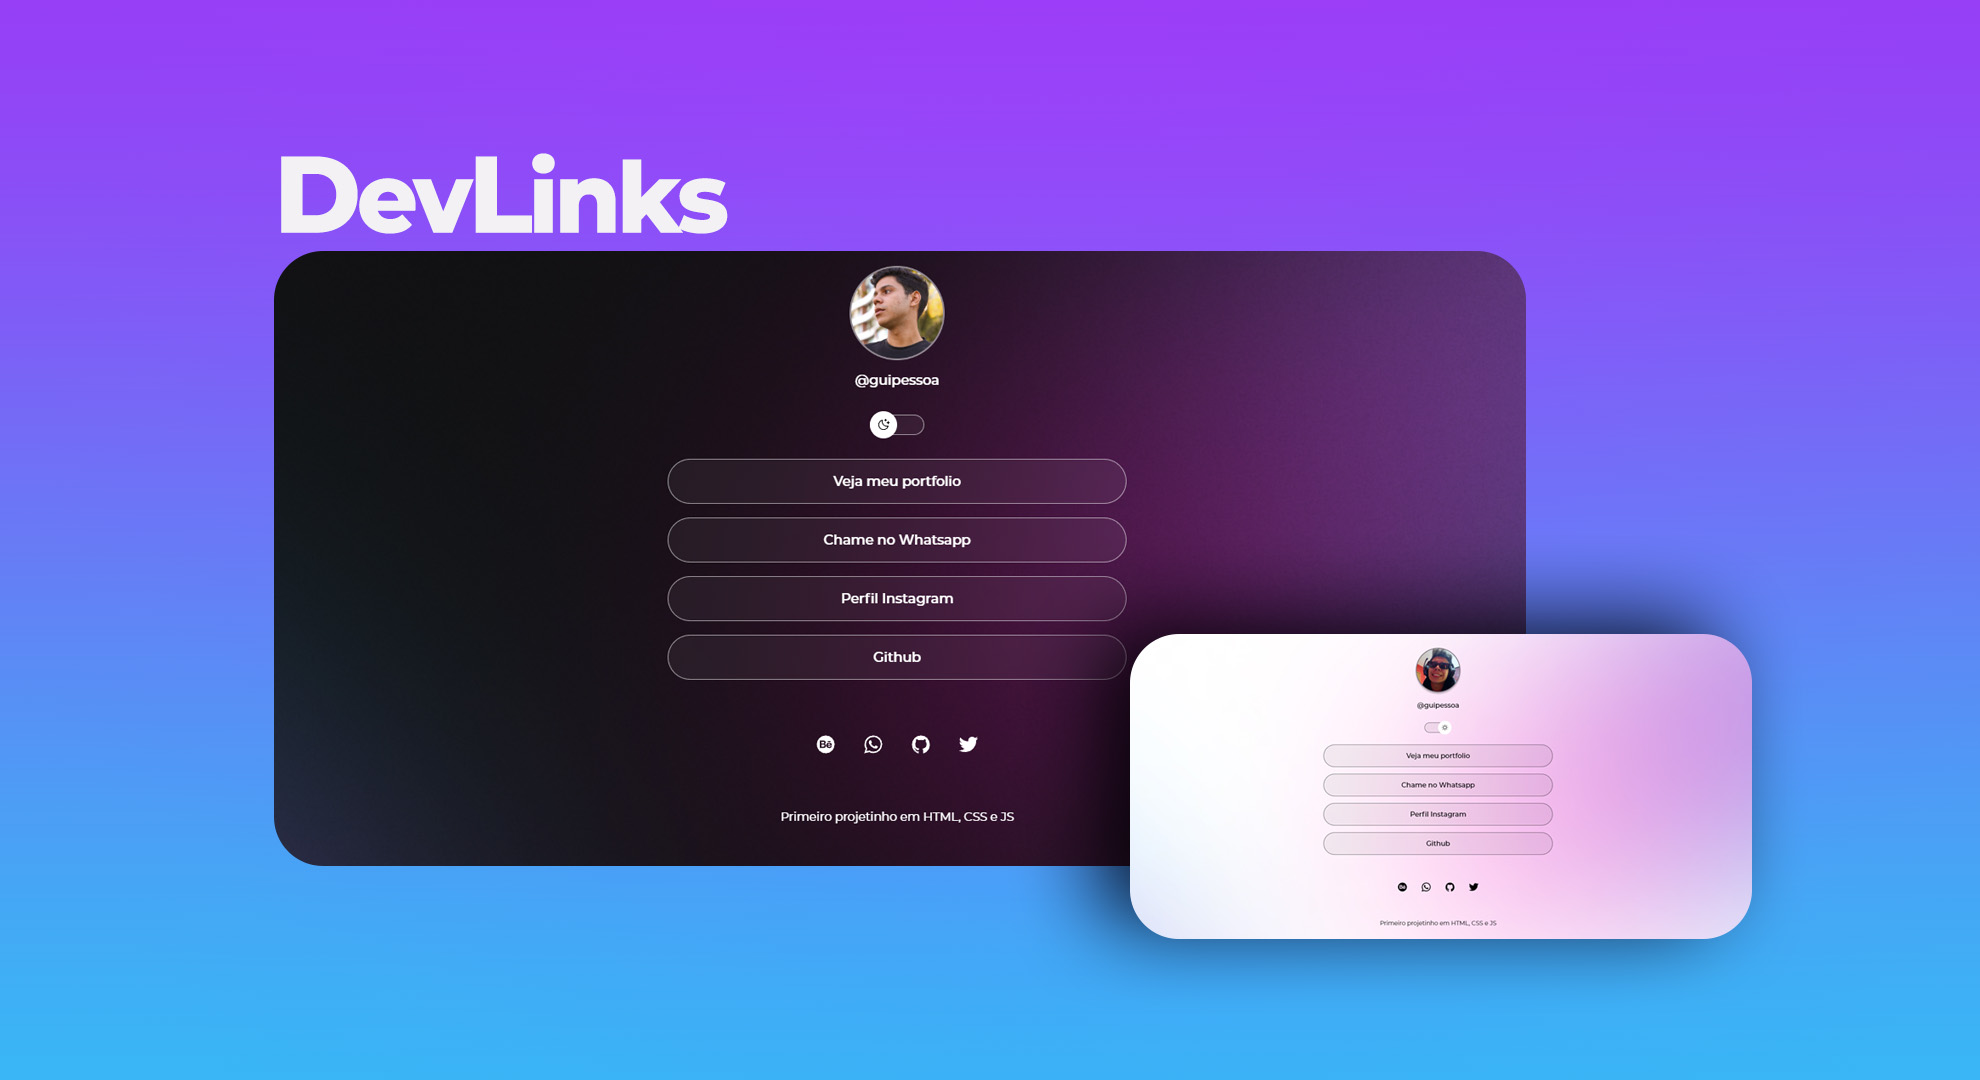 DevLinks
@guipessoa
Veja meu portfolio
Chame no Whatsapp
Perfil Instagram
Github
Bē
Primeiro projetinho em HTML, CSS e JS
@guipessoa
Veja meu portfolio
Chame no Whatsapp
Perfil Instagram
Github
Primeiro projetinho em HTML, CSS e JS